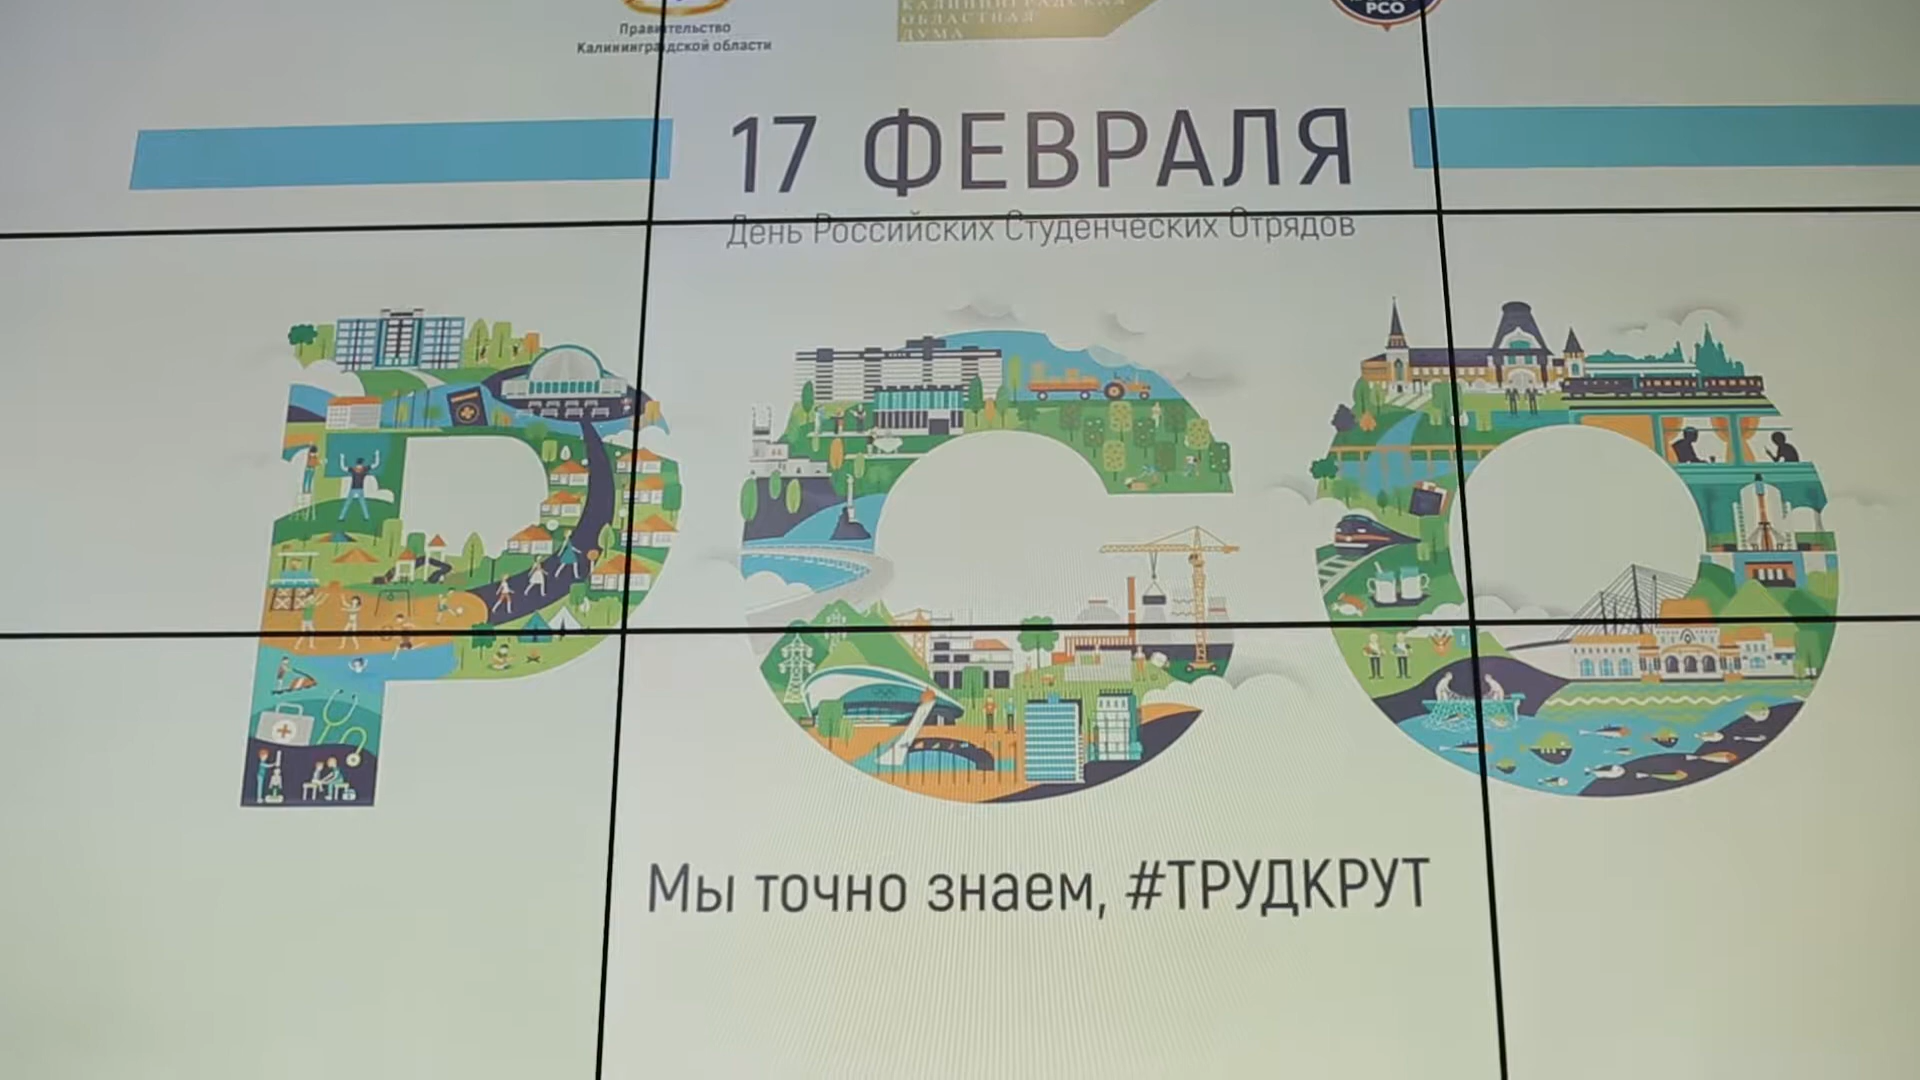 Правительство
Калининградской области
КАЛИНИНГРАДСКАЯ
ОБЛАСТНАЯ
ДУМА
РСО
17 ФЕВРАЛЯ
День Российских Студенческих Отрядов
РСО
Мы точно знаем, #ТРУДКРУТ